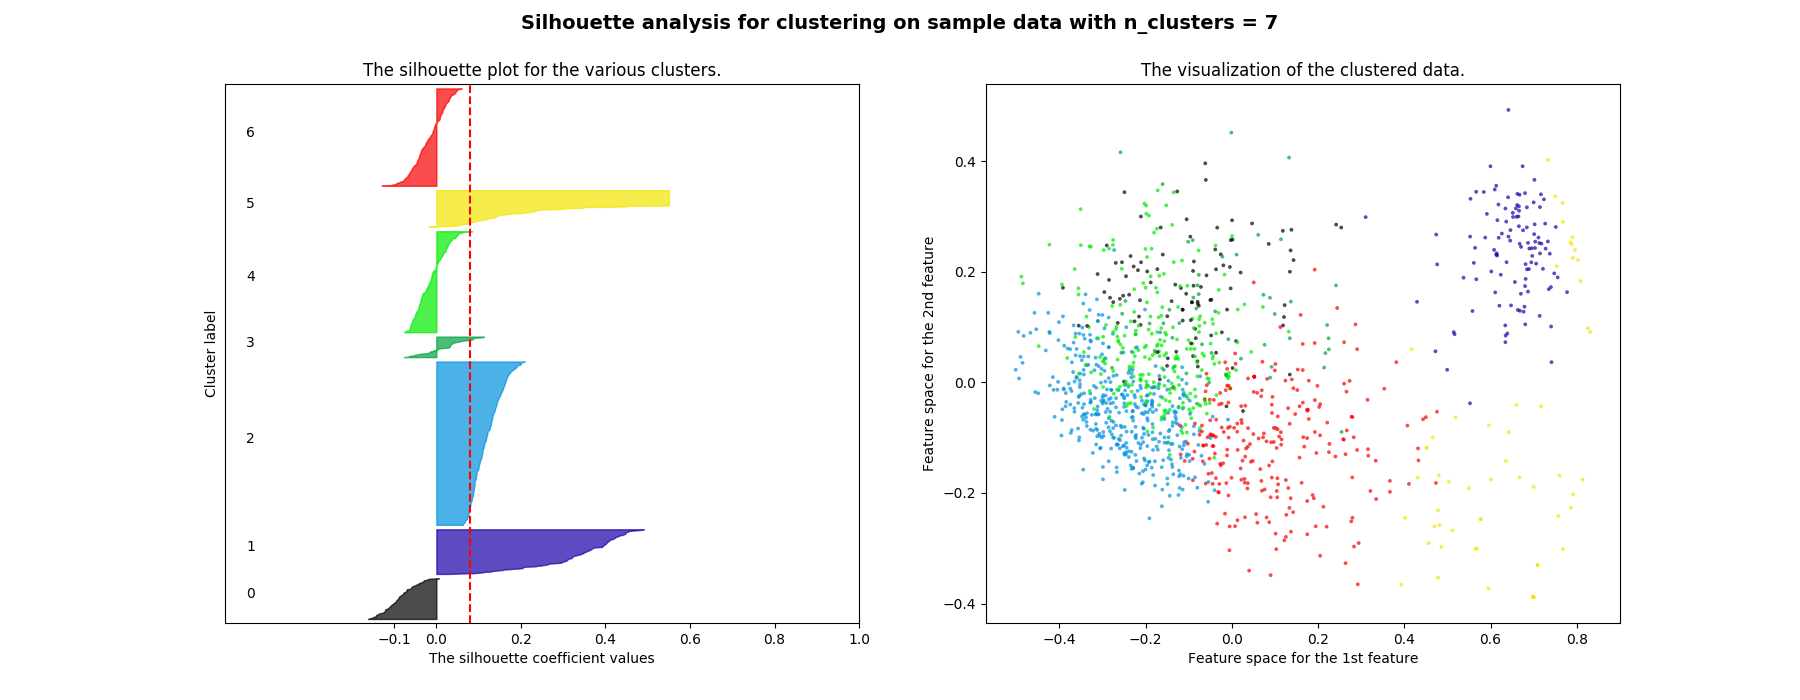 Silhouette analysis for clustering on sample data with n_clusters = 7
The silhouette plot for the various clusters.
Cluster label
6
5
4
3
2
1
0
−0.1 0.0 0.2 0.4 0.6 0.8 1.0
The silhouette coefficient values
The visualization of the clustered data.
Feature space for the 2nd feature
0.4
0.2
0.0
−0.2
−0.4
−0.4 −0.2 0.0 0.2 0.4 0.6 0.8
Feature space for the 1st feature